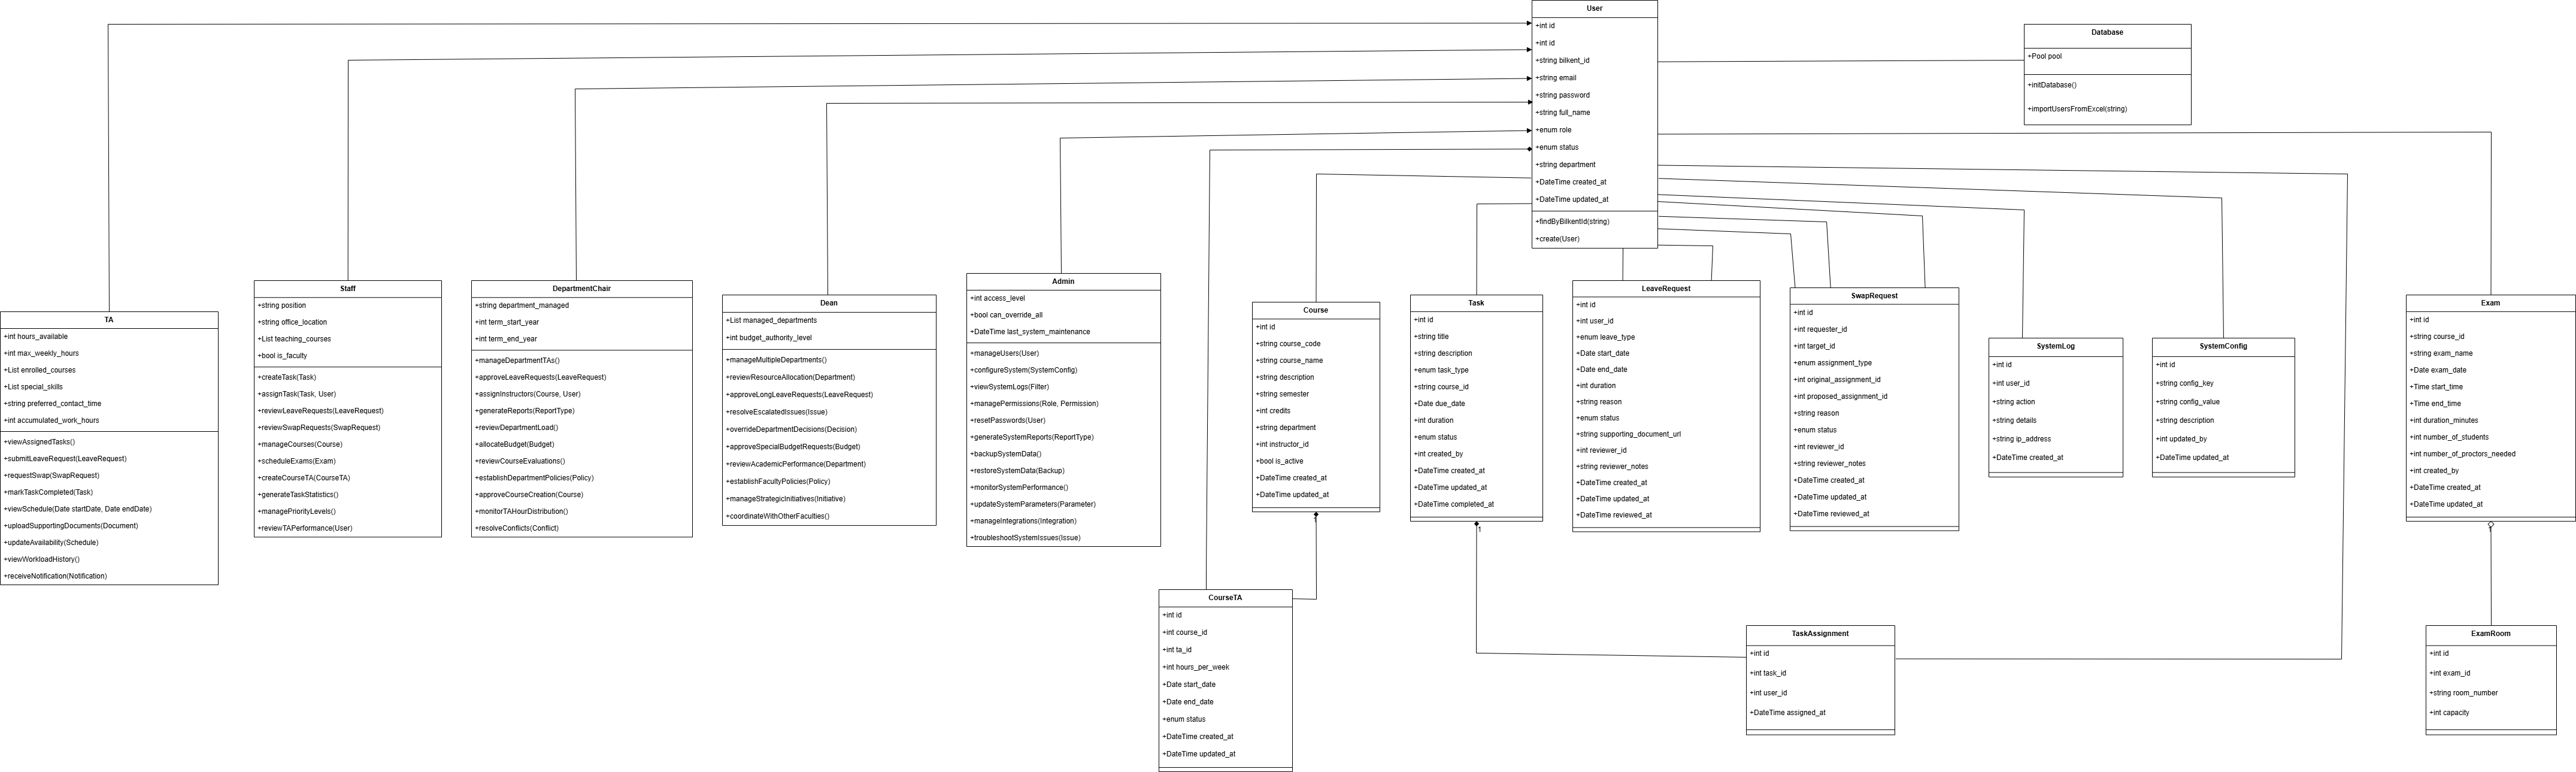 User
+int id
+int id
+string bilkent_id
+string email
+string password
+string full_name
+enum role
+enum status
+string department
+DateTime created_at
+DateTime updated_at
+findByBilkentId(string)
+create(User)
Database
+Pool pool
+initDatabase()
+importUsersFromExcel(string)
TA
+int hours_available
+int max_weekly_hours
+List enrolled_courses
+List special_skills
+string preferred_contact_time
+int accumulated_work_hours
+viewAssignedTasks()
+submitLeaveRequest(LeaveRequest)
+requestSwap(SwapRequest)
+markTaskCompleted(Task)
+viewSchedule(Date startDate, Date endDate)
+uploadSupportingDocuments(Document)
+updateAvailability(Schedule)
+viewWorkloadHistory()
+receiveNotification(Notification)
Staff
+string position
+string office_location
+List teaching_courses
+bool is_faculty
+createTask(Task)
+assignTask(Task, User)
+reviewLeaveRequests(LeaveRequest)
+reviewSwapRequests(SwapRequest)
+manageCourses(Course)
+scheduleExams(Exam)
+createCourseTA(CourseTA)
+generateTaskStatistics()
+managePriorityLevels()
+reviewTAPerformance(User)
DepartmentChair
+string department_managed
+int term_start_year
+int term_end_year
+manageDepartmentTAs()
+approveLeaveRequests(LeaveRequest)
+assignInstructors(Course, User)
+generateReports(ReportType)
+reviewDepartmentLoad()
+allocateBudget(Budget)
+reviewCourseEvaluations()
+establishDepartmentPolicies(Policy)
+approveCourseCreation(Course)
+monitorTAHourDistribution()
+resolveConflicts(Conflict)
Dean
+List managed_departments
+int budget_authority_level
+manageMultipleDepartments()
+reviewResourceAllocation(Department)
+approveLongLeaveRequests(LeaveRequest)
+resolveEscalatedIssues(Issue)
+overrideDepartmentDecisions(Decision)
+approveSpecialBudgetRequests(Budget)
+reviewAcademicPerformance(Department)
+establishFacultyPolicies(Policy)
+manageStrategicInitiatives(Initiative)
+coordinateWithOtherFaculties()
Admin
+int access_level
+bool can_override_all
+DateTime last_system_maintenance
+manageUsers(User)
+configureSystem(SystemConfig)
+viewSystemLogs(Filter)
+managePermissions(Role, Permission)
+resetPasswords(User)
+generateSystemReports(ReportType)
+backupSystemData()
+restoreSystemData(Backup)
+monitorSystemPerformance()
+updateSystemParameters(Parameter)
+manageIntegrations(Integration)
+troubleshootSystemIssues(Issue)
Course
+int id
+string course_code
+string course_name
+string description
+string semester
+int credits
+string department
+int instructor_id
+bool is_active
+DateTime created_at
+DateTime updated_at
1
Task
+int id
+string title
+string description
+enum task_type
+string course_id
+Date due_date
+int duration
+enum status
+int created_by
+DateTime created_at
+DateTime updated_at
+DateTime completed_at
1
LeaveRequest
+int id
+int user_id
+enum leave_type
+Date start_date
+Date end_date
+int duration
+string reason
+enum status
+string supporting_document_url
+int reviewer_id
+string reviewer_notes
+DateTime created_at
+DateTime updated_at
+DateTime reviewed_at
SwapRequest
+int id
+int requester_id
+int target_id
+enum assignment_type
+int original_assignment_id
+int proposed_assignment_id
+string reason
+enum status
+int reviewer_id
+string reviewer_notes
+DateTime created_at
+DateTime updated_at
+DateTime reviewed_at
SystemLog
+int id
+int user_id
+string action
+string details
+string ip_address
+DateTime created_at
SystemConfig
+int id
+string config_key
+string config_value
+string description
+int updated_by
+DateTime updated_at
Exam
+int id
+string course_id
+string exam_name
+Date exam_date
+Time start_time
+Time end_time
+int duration_minutes
+int number_of_students
+int number_of_proctors_needed
+int created_by
+DateTime created_at
+DateTime updated_at
1
CourseTA
+int id
+int course_id
+int ta_id
+int hours_per_week
+Date start_date
+Date end_date
+enum status
+DateTime created_at
+DateTime updated_at
TaskAssignment
+int id
+int task_id
+int user_id
+DateTime assigned_at
ExamRoom
+int id
+int exam_id
+string room_number
+int capacity